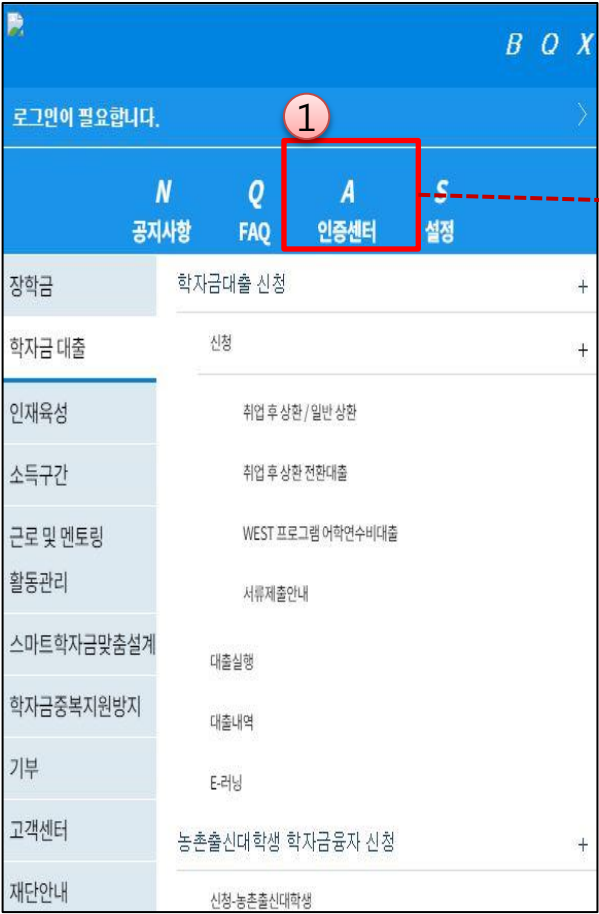 B Q X
로그인이 필요합니다.
1
N Q A S
공지사항 FAQ 인증센터 설정
장학금
학자금 대출
인재육성
소득구간
근로 및 멘토링
활동관리
스마트학자금맞춤설계
학자금중복지원방지
기부
고객센터
재단안내
학자금대출 신청 +
신청 +
취업 후 상환 / 일반 상환
취업 후 상환 전환대출
WEST 프로그램 어학연수비대출
서류제출안내
대출실행
대출내역
E-러닝
농촌출신대학생 학자금융자 신청 +
신청-농촌출신대학생